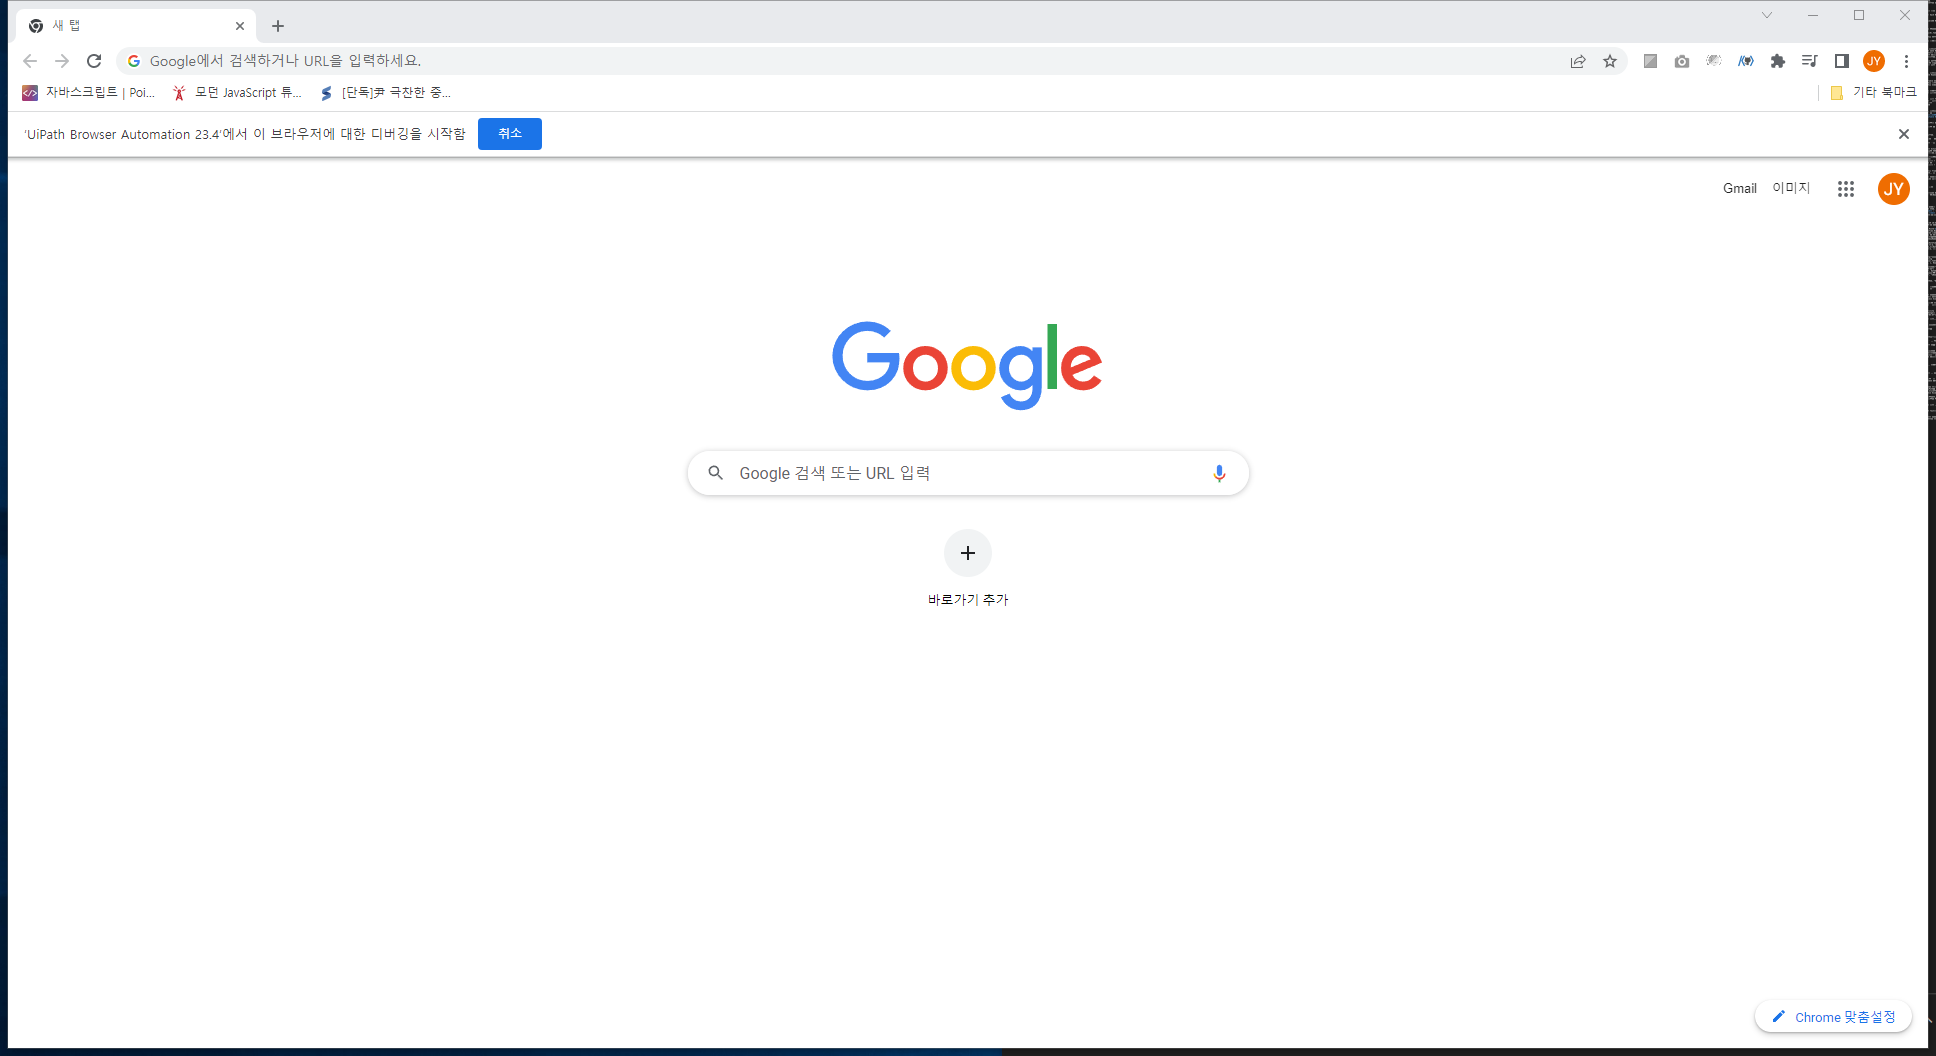 새 탭
Google에서 검색하거나 URL을 입력하세요.
JY
자바스크립트 | Poi...
모던 JavaScript 튜...
[단독]尹 극찬한 중...
기타 북마크
'UiPath Browser Automation 23.4'에서 이 브라우저에 대한 디버깅을 시작함
취소
Gmail
이미지
JY
Google
Google 검색 또는 URL 입력
바로가기 추가
Chrome 맞춤설정